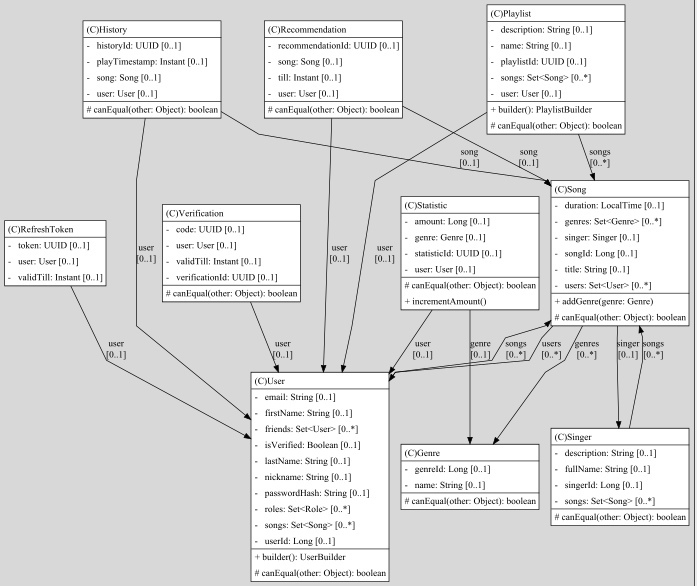 (C)History
- historyId: UUID [0..1]
- playTimestamp: Instant [0..1]
- song: Song [0..1]
- user: User [0..1]
# canEqual(other: Object): boolean
(C)Recommendation
- recommendationId: UUID [0..1]
- song: Song [0..1]
- till: Instant [0..1]
- user: User [0..1]
# canEqual(other: Object): boolean
(C)Playlist
- description: String [0..1]
- name: String [0..1]
- playlistId: UUID [0..1]
- songs: Set<Song> [0..*]
- user: User [0..1]
+ builder(): PlaylistBuilder
# canEqual(other: Object): boolean
song
[0..1]
song
[0..1]
songs
[0..*]
(C)RefreshToken
- token: UUID [0..1]
- user: User [0..1]
- validTill: Instant [0..1]
user
[0..1]
(C)Verification
- code: UUID [0..1]
- user: User [0..1]
- validTill: Instant [0..1]
- verificationId: UUID [0..1]
# canEqual(other: Object): boolean
user
[0..1]
user
[0..1]
(C)Statistic
- amount: Long [0..1]
- genre: Genre [0..1]
- statisticId: UUID [0..1]
- user: User [0..1]
# canEqual(other: Object): boolean
+ incrementAmount()
(C)Song
- duration: LocalTime [0..1]
- genres: Set<Genre> [0..*]
- singer: Singer [0..1]
- songId: Long [0..1]
- title: String [0..1]
- users: Set<User> [0..*]
+ addGenre(genre: Genre)
# canEqual(other: Object): boolean
user
[0..1]
user
[0..1]
user
[0..1]
genre
[0..1]
songs
[0..*]
users
[0..*]
genres
[0..*]
singer
[0..1]
songs
[0..*]
(C)User
- email: String [0..1]
- firstName: String [0..1]
- friends: Set<User> [0..*]
- isVerified: Boolean [0..1]
- lastName: String [0..1]
- nickname: String [0..1]
- passwordHash: String [0..1]
- roles: Set<Role> [0..*]
- songs: Set<Song> [0..*]
- userId: Long [0..1]
+ builder(): UserBuilder
# canEqual(other: Object): boolean
(C)Genre
- genreId: Long [0..1]
- name: String [0..1]
# canEqual(other: Object): boolean
(C)Singer
- description: String [0..1]
- fullName: String [0..1]
- singerId: Long [0..1]
- songs: Set<Song> [0..*]
# canEqual(other: Object): boolean